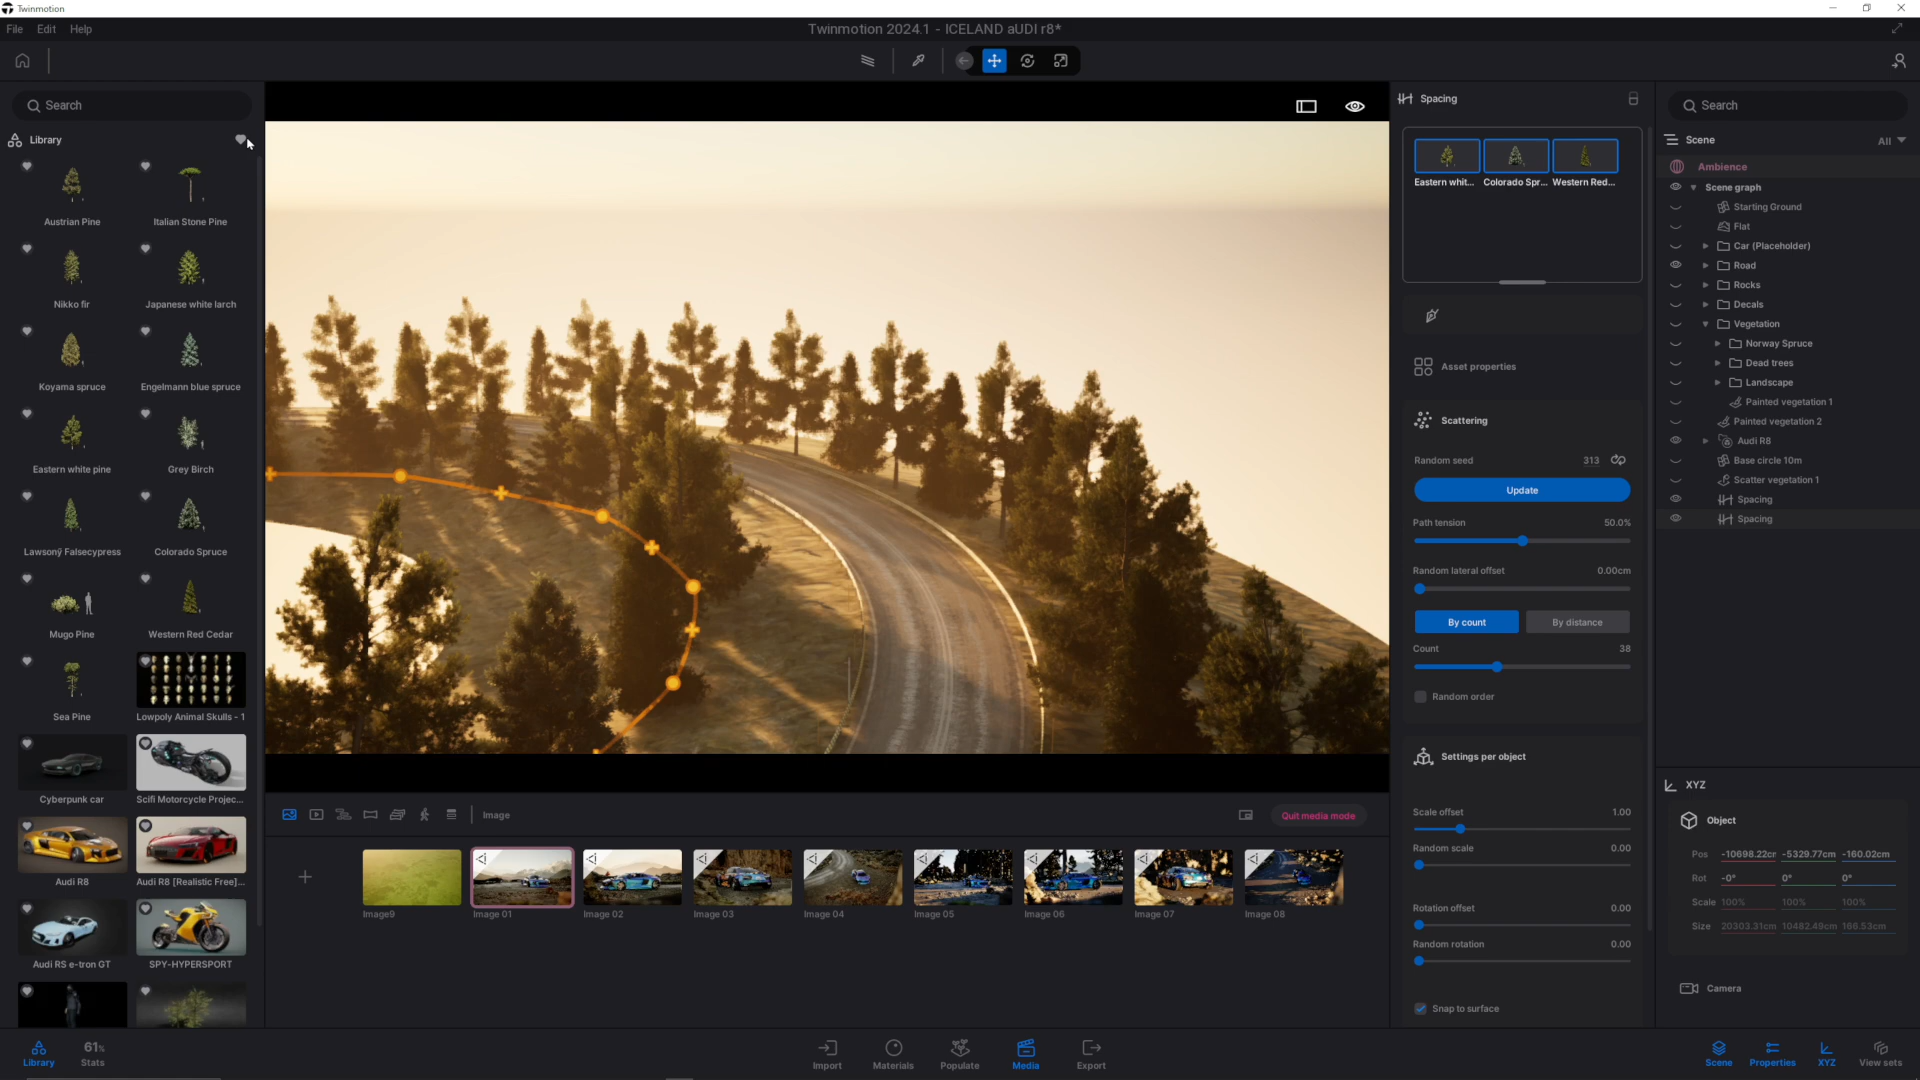 Twinmotion
File Edit Help
Twinmotion 2024.1 - ICELAND aUDI r8*
Search
Library
Austrian Pine
Italian Stone Pine
Nikko fir
Japanese white larch
Koyama spruce
Engelmann blue spruce
Eastern white pine
Grey Birch
Lawsony Falsecypress
Colorado Spruce
Mugo Pine
Western Red Cedar
Sea Pine
Lowpoly Animal Skulls - 1
Cyberpunk car
Scifi Motorcycle Projec...
Audi R8
Audi R8 [Realistic Free]...
Audi RS e-tron GT
SPY-HYPERSPORT
Library
61%
Stats
Image
Quit media mode
Image9
Image 01
Image 02
Image 03
Image 04
Image 05
Image 06
Image 07
Image 08
Import
Materials
Populate
Media
Export
Spacing
Eastern whit... Colorado Spr... Western Red...
Asset properties
Scattering
Random seed 313
Update
Path tension 50.0%
Random lateral offset 0.00cm
By count By distance
Count 38
Random order
Settings per object
Scale offset 1.00
Random scale 0.00
Rotation offset 0.00
Random rotation 0.00
Snap to surface
Search
Scene All
Ambience
Scene graph
Starting Ground
Flat
Car (Placeholder)
Road
Rocks
Decals
Vegetation
Norway Spruce
Dead trees
Landscape
Painted vegetation 1
Painted vegetation 2
Audi R8
Base circle 10m
Scatter vegetation 1
Spacing
Spacing
XYZ
Object
Pos -10698.22cm -5329.77cm -160.02cm
Rot -0° 0° 0°
Scale 100% 100% 100%
Size 20303.31cm 10482.49cm 166.53cm
Camera
Scene
Properties
XYZ
View sets